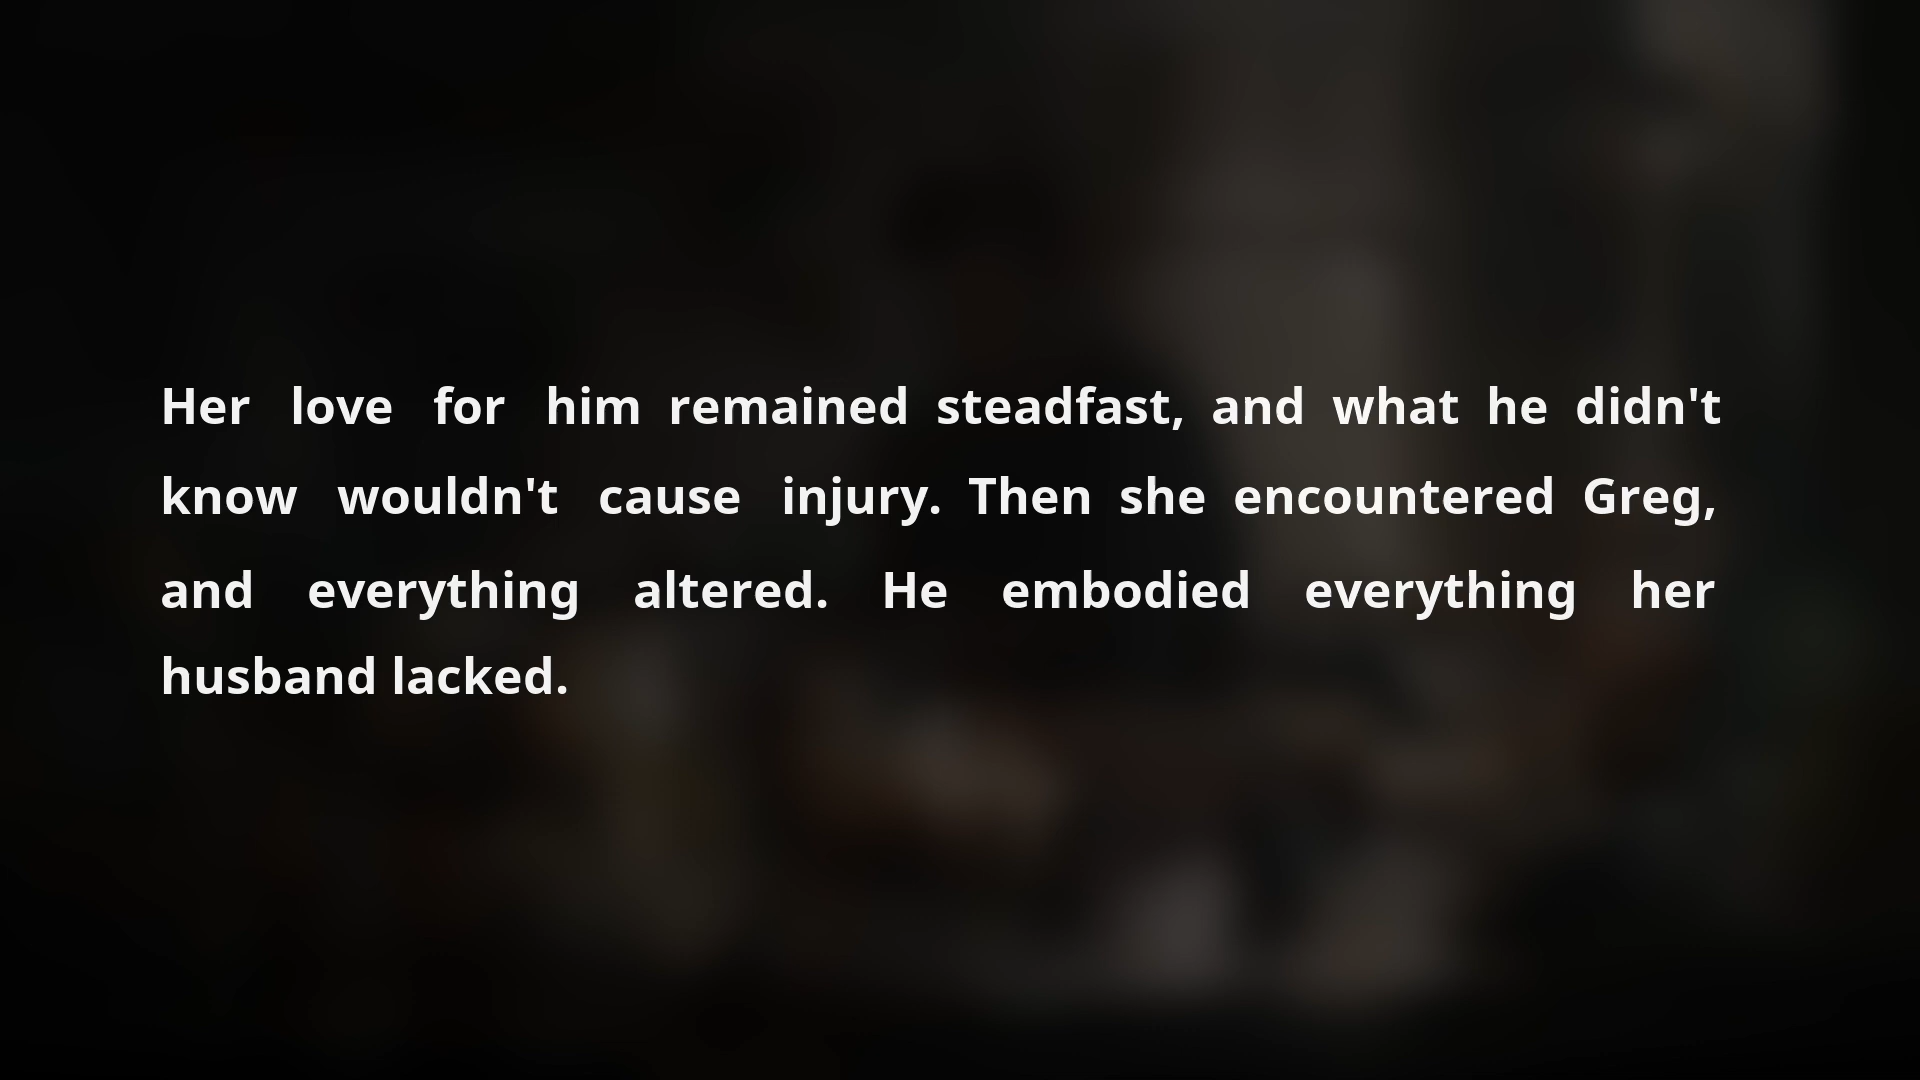 Her love for him remained steadfast, and what he didn't
know wouldn't cause injury. Then she encountered Greg,
and everything altered. He embodied everything her
husband lacked.